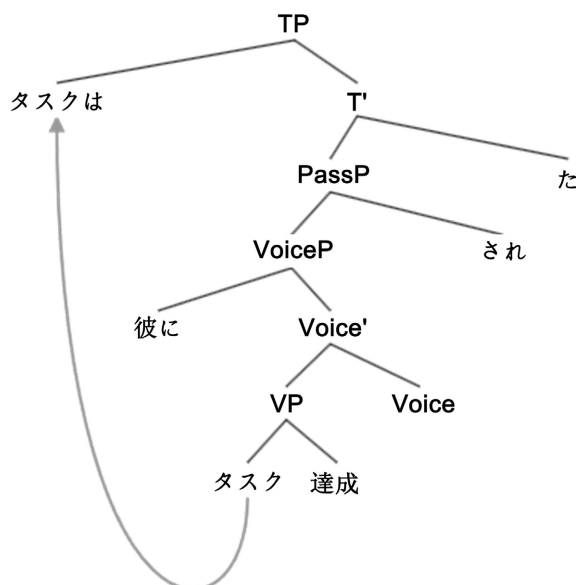 TP
タスクは
T'
PassP
た
VoiceP
され
彼に
Voice'
VP
Voice
タスク
達成